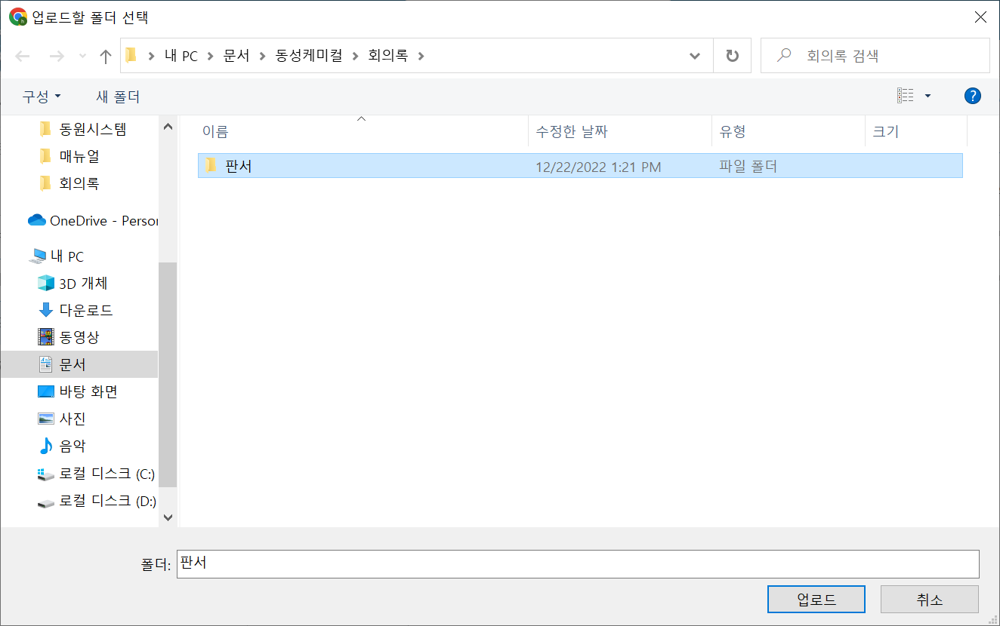 업로드할 폴더 선택
내 PC > 문서 > 동성케미컬 > 회의록 >
회의록 검색
구성
새 폴더
?
동원시스템
매뉴얼
회의록
OneDrive - Person
내 PC
3D 개체
다운로드
동영상
문서
바탕 화면
사진
음악
로컬 디스크 (C:)
로컬 디스크 (D:)
이름 수정한 날짜 유형 크기
판서 12/22/2022 1:21 PM 파일 폴더
폴더: 판서
업로드 취소